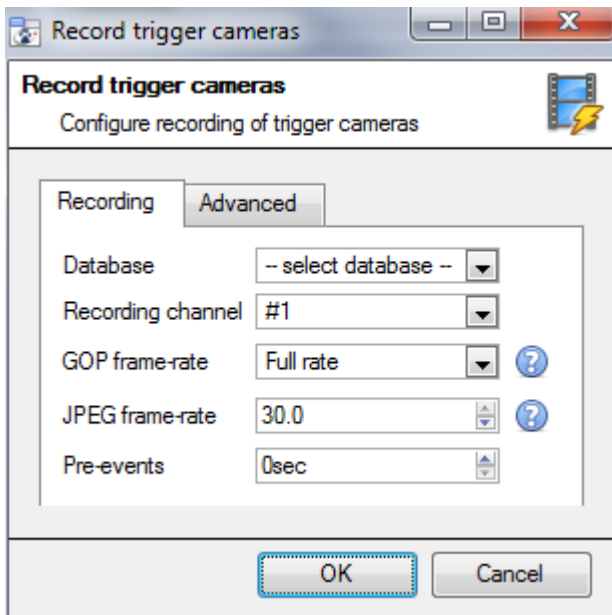 Record trigger cameras
Record trigger cameras
Configure recording of trigger cameras
Recording Advanced
Database -- select database --
Recording channel #1
GOP frame-rate Full rate ?
JPEG frame-rate 30.0 ?
Pre-events 0sec
OK Cancel